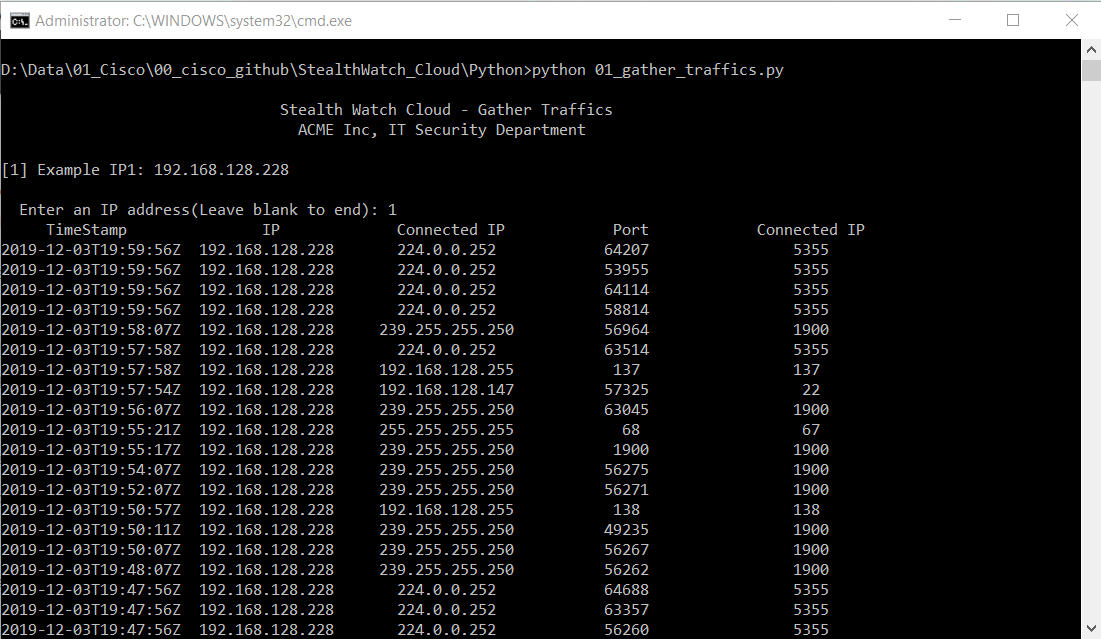 Administrator: C:\WINDOWS\system32\cmd.exe
D:\Data\01_Cisco\00_cisco_github\StealthWatch_Cloud\Python>python 01_gather_traffics.py
Stealth Watch Cloud - Gather Traffics
ACME Inc, IT Security Department
[1] Example IP1: 192.168.128.228
Enter an IP address(Leave blank to end): 1
TimeStamp IP Connected IP Port Connected IP
2019-12-03T19:59:56Z 192.168.128.228 224.0.0.252 64207 5355
2019-12-03T19:59:56Z 192.168.128.228 224.0.0.252 53955 5355
2019-12-03T19:59:56Z 192.168.128.228 224.0.0.252 64114 5355
2019-12-03T19:59:56Z 192.168.128.228 224.0.0.252 58814 5355
2019-12-03T19:58:07Z 192.168.128.228 239.255.255.250 56964 1900
2019-12-03T19:57:58Z 192.168.128.228 224.0.0.252 63514 5355
2019-12-03T19:57:58Z 192.168.128.228 192.168.128.255 137 137
2019-12-03T19:57:54Z 192.168.128.228 192.168.128.147 57325 22
2019-12-03T19:56:07Z 192.168.128.228 239.255.255.250 63045 1900
2019-12-03T19:55:21Z 192.168.128.228 255.255.255.255 68 67
2019-12-03T19:55:17Z 192.168.128.228 239.255.255.250 1900 1900
2019-12-03T19:54:07Z 192.168.128.228 239.255.255.250 56275 1900
2019-12-03T19:52:07Z 192.168.128.228 239.255.255.250 56271 1900
2019-12-03T19:50:57Z 192.168.128.228 192.168.128.255 138 138
2019-12-03T19:50:11Z 192.168.128.228 239.255.255.250 49235 1900
2019-12-03T19:50:07Z 192.168.128.228 239.255.255.250 56267 1900
2019-12-03T19:48:07Z 192.168.128.228 239.255.255.250 56262 1900
2019-12-03T19:47:56Z 192.168.128.228 224.0.0.252 64688 5355
2019-12-03T19:47:56Z 192.168.128.228 224.0.0.252 63357 5355
2019-12-03T19:47:56Z 192.168.128.228 224.0.0.252 56260 5355